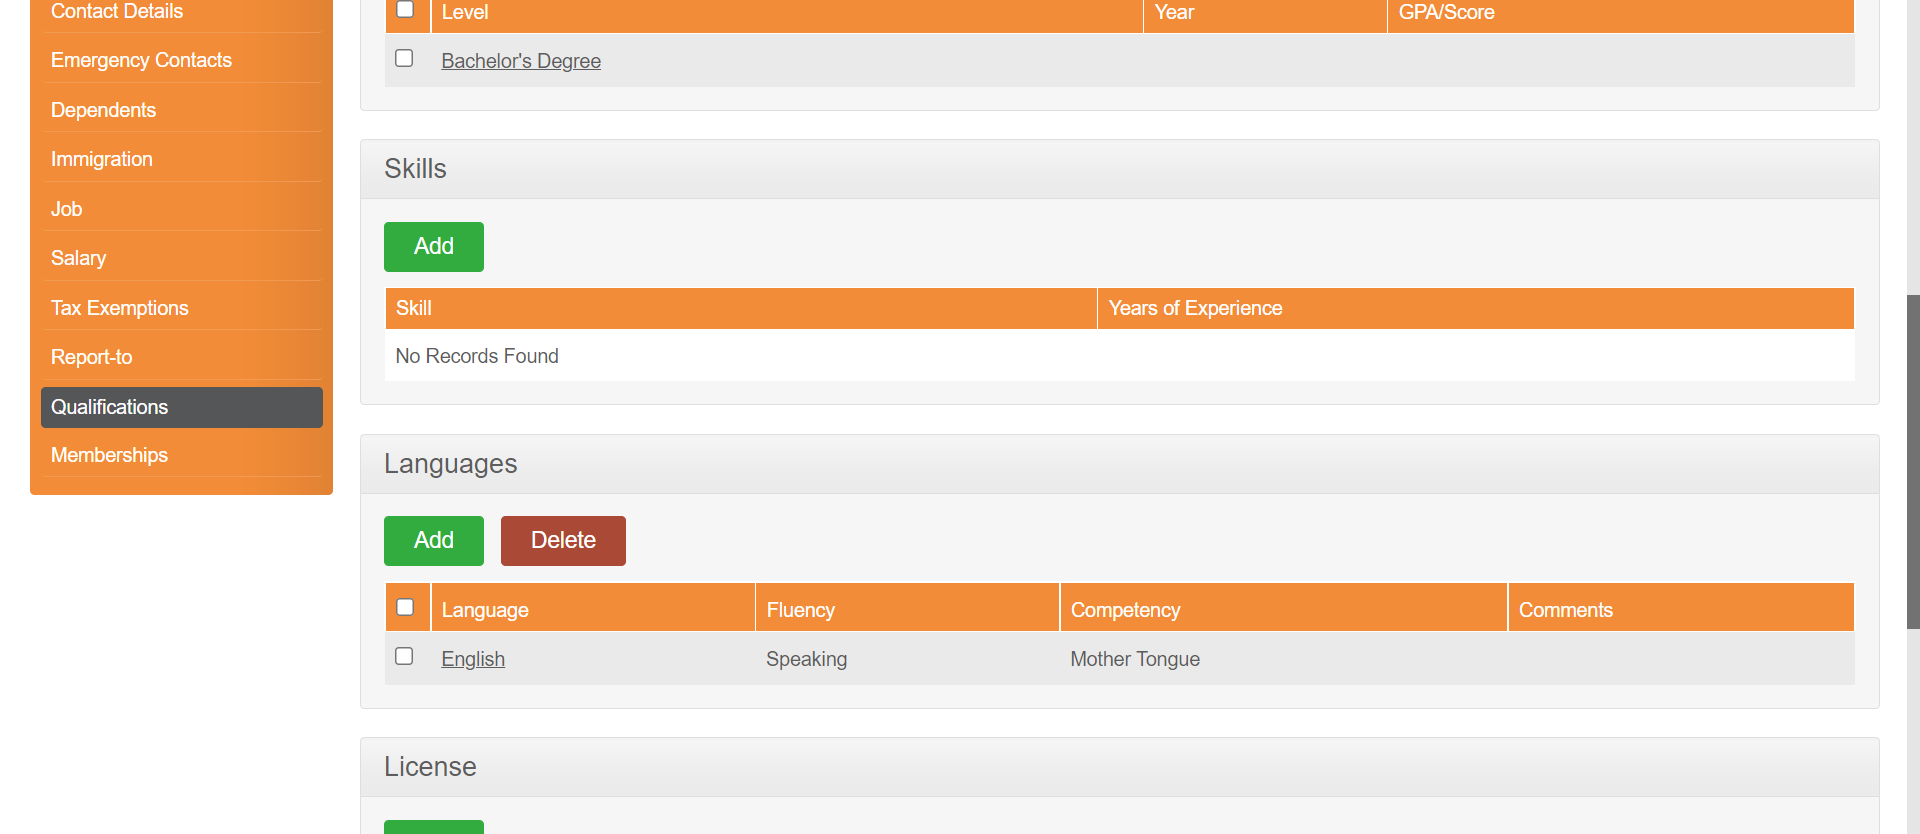 Contact Details
Emergency Contacts
Dependents
Immigration
Job
Salary
Tax Exemptions
Report-to
Qualifications
Memberships
Level Year GPA/Score
Bachelor's Degree
Skills
Add
Skill Years of Experience
No Records Found
Languages
Add Delete
Language Fluency Competency Comments
English Speaking Mother Tongue
License